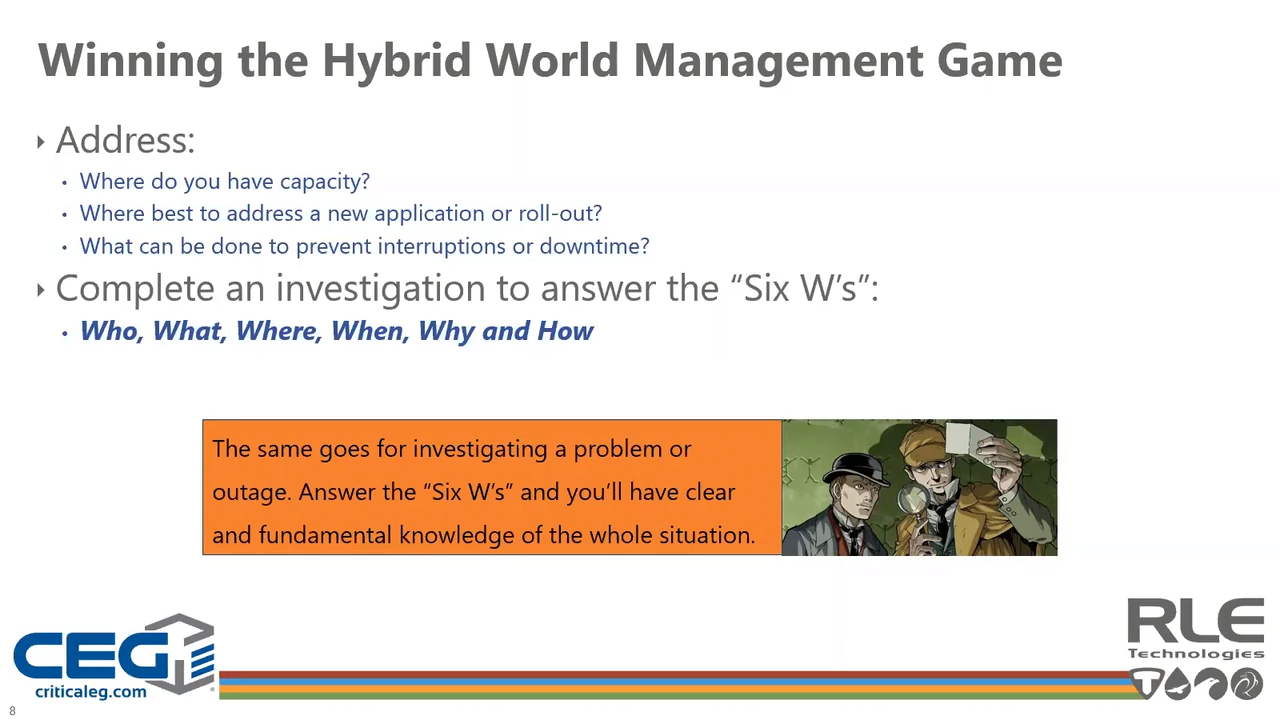 Winning the Hybrid World Management Game
Address:
Where do you have capacity?
Where best to address a new application or roll-out?
What can be done to prevent interruptions or downtime?
Complete an investigation to answer the “Six W’s”:
Who, What, Where, When, Why and How
The same goes for investigating a problem or
outage. Answer the “Six W’s” and you’ll have clear
and fundamental knowledge of the whole situation.
CEG
criticaleg.com
RLE
Technologies
8